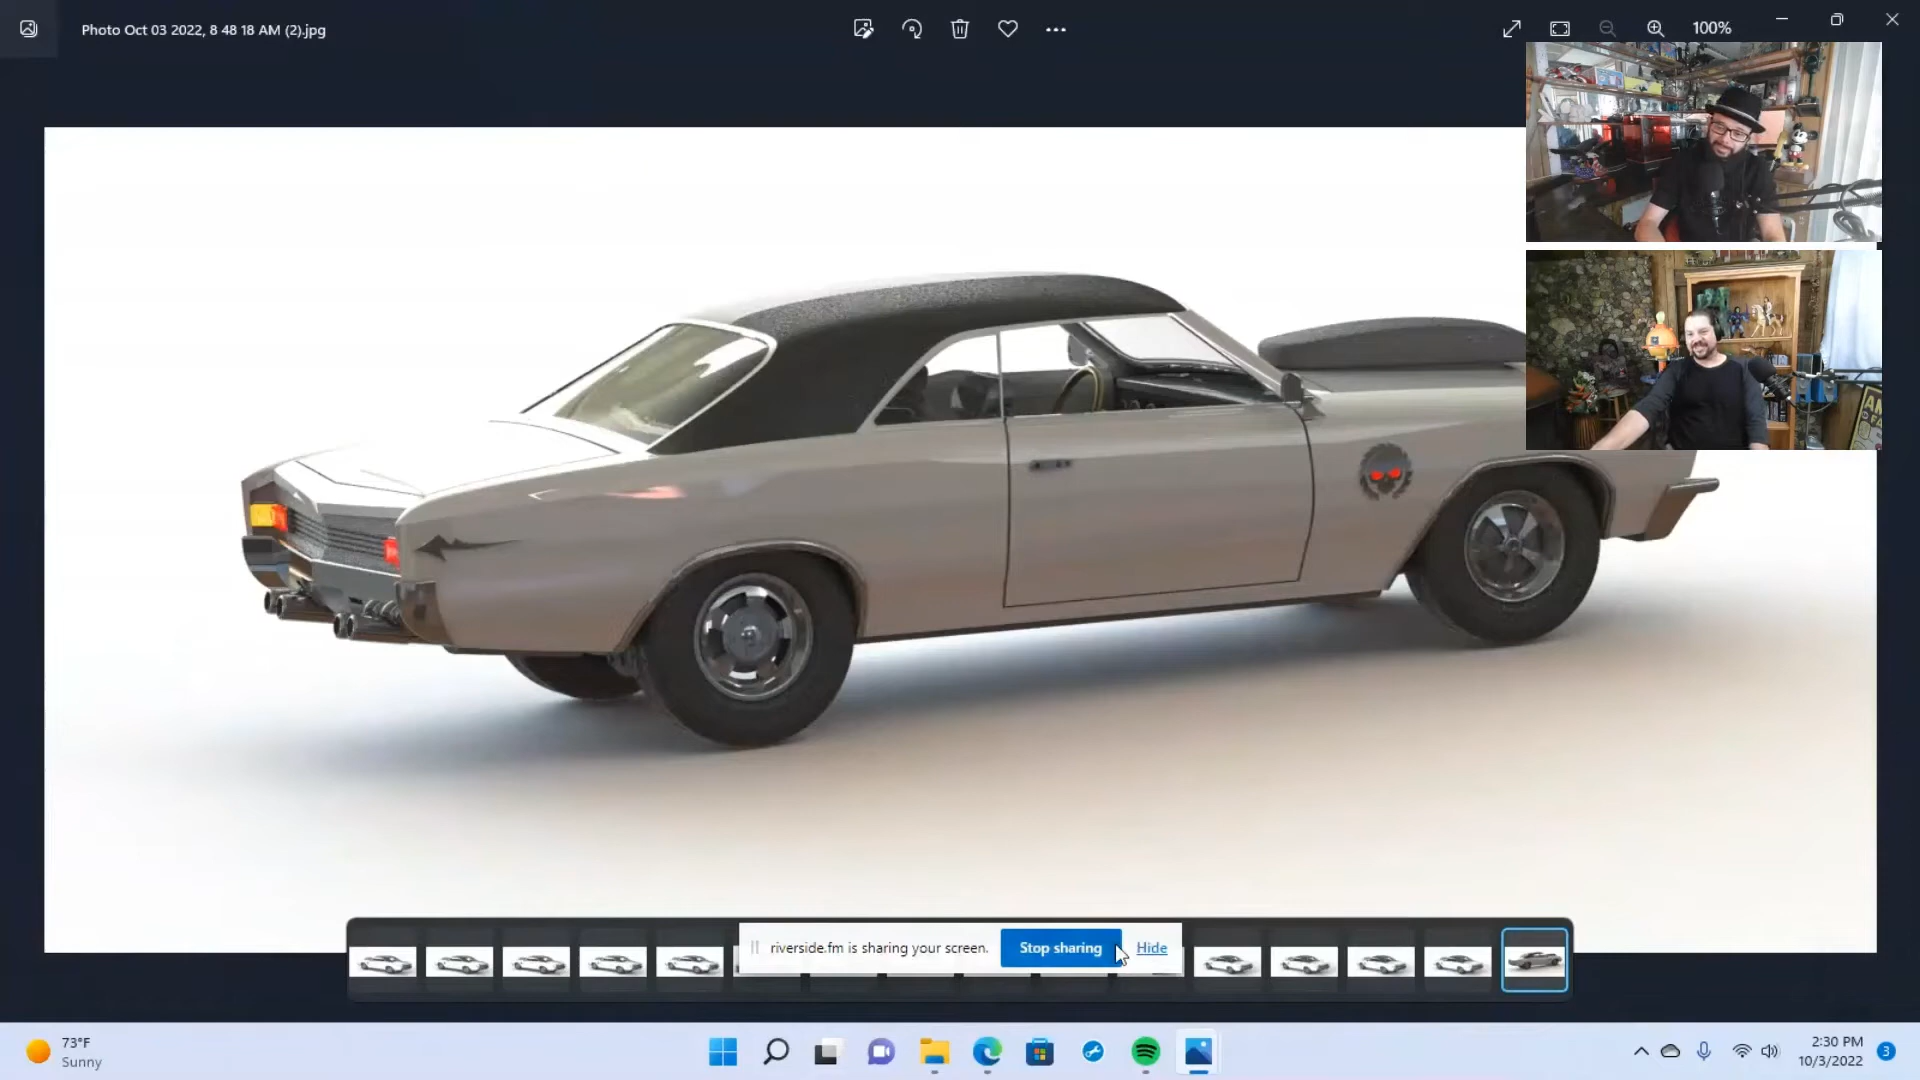 Photo Oct 03 2022, 8 48 18 AM (2).jpg
100%
riverside.fm is sharing your screen.
Stop sharing
Hide
73°F
Sunny
2:30 PM
10/3/2022
3